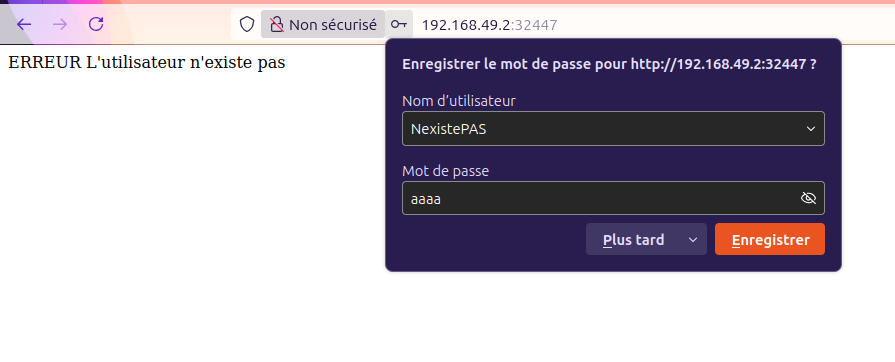 Non sécurisé
192.168.49.2:32447
ERREUR L'utilisateur n'existe pas
Enregistrer le mot de passe pour http://192.168.49.2:32447 ?
Nom d'utilisateur
NexistePAS
Mot de passe
aaaa
Plus tard
Enregistrer